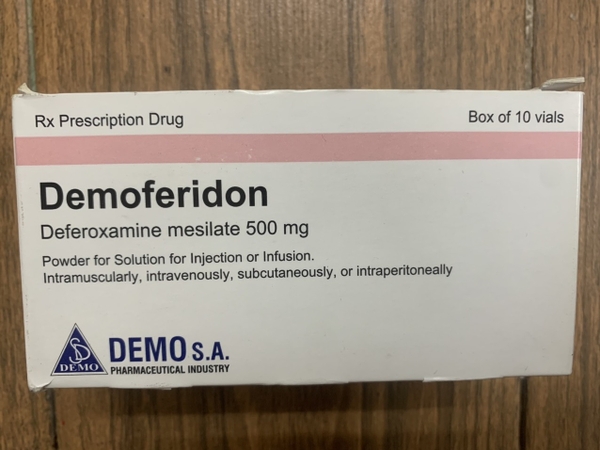 Rx Prescription Drug
Box of 10 vials
Demoferidon
Deferoxamine mesilate 500 mg
Powder for Solution for Injection or Infusion.
Intramuscularly, intravenously, subcutaneously, or intraperitoneally
DEMO
DEMO S.A.
PHARMACEUTICAL INDUSTRY